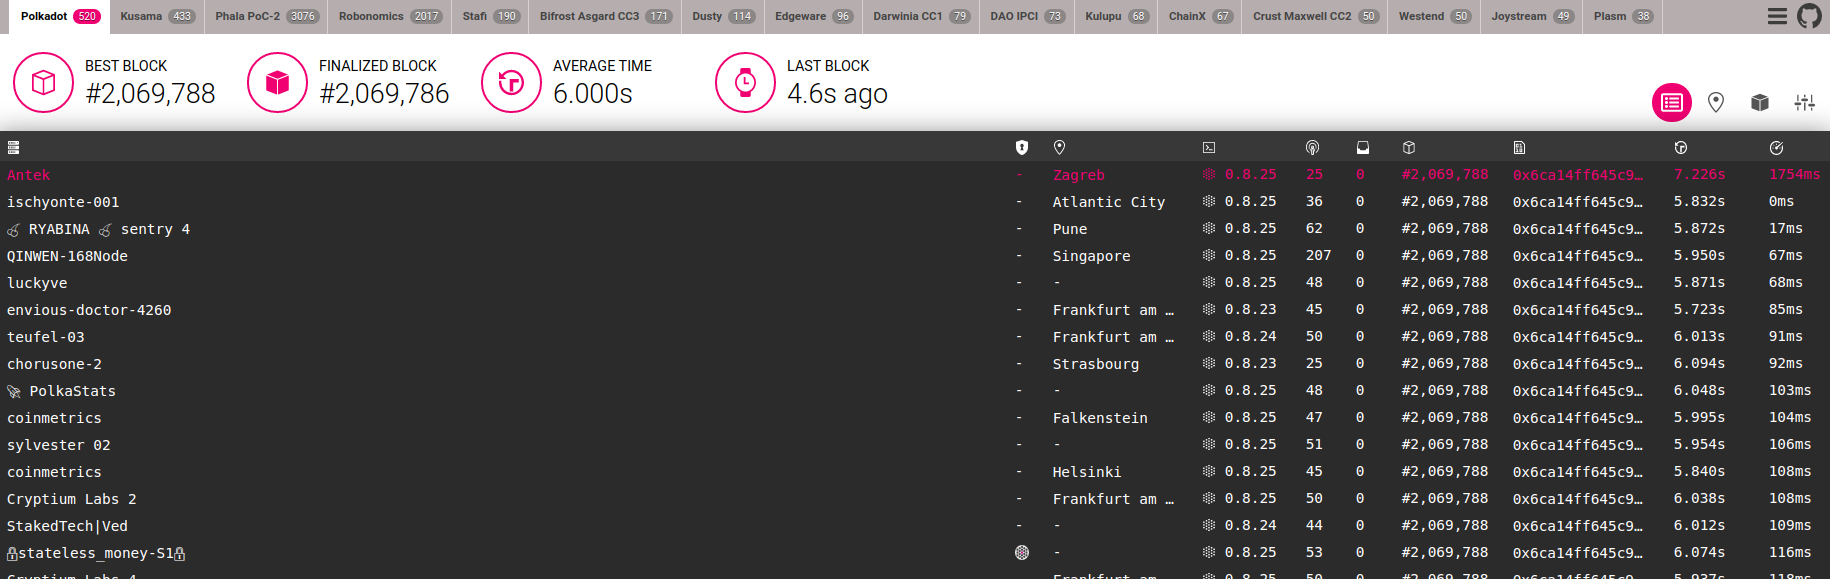 Polkadot 520 Kusama 433 Phala PoC-2 3076 Robonomics 2017 Stafi 190 Bifrost Asgard CC3 171 Dusty 114 Edgeware 96 Darwinia CC1 79 DAO IPCI 73 Kulupu 68 ChainX 67 Crust Maxwell CC2 50 Westend 50 Joystream 49 Plasm 38
BEST BLOCK FINALIZED BLOCK AVERAGE TIME LAST BLOCK
#2,069,788 #2,069,786 6.000s 4.6s ago
Antek - Zagreb 0.8.25 25 0 #2,069,788 0x6ca14ff645c9… 7.226s 1754ms
ischyonte-001 - Atlantic City 0.8.25 36 0 #2,069,788 0x6ca14ff645c9… 5.832s 0ms
RYABINA sentry 4 - Pune 0.8.25 62 0 #2,069,788 0x6ca14ff645c9… 5.872s 17ms
QINWEN-168Node - Singapore 0.8.25 207 0 #2,069,788 0x6ca14ff645c9… 5.950s 67ms
luckyve - - 0.8.25 48 0 #2,069,788 0x6ca14ff645c9… 5.871s 68ms
envious-doctor-4260 - Frankfurt am … 0.8.23 45 0 #2,069,788 0x6ca14ff645c9… 5.723s 85ms
teufel-03 - Frankfurt am … 0.8.24 50 0 #2,069,788 0x6ca14ff645c9… 6.013s 91ms
chorusone-2 - Strasbourg 0.8.23 25 0 #2,069,788 0x6ca14ff645c9… 6.094s 92ms
PolkaStats - - 0.8.25 48 0 #2,069,788 0x6ca14ff645c9… 6.048s 103ms
coinmetrics - Falkenstein 0.8.25 47 0 #2,069,788 0x6ca14ff645c9… 5.995s 104ms
sylvester 02 - - 0.8.25 51 0 #2,069,788 0x6ca14ff645c9… 5.954s 106ms
coinmetrics - Helsinki 0.8.25 45 0 #2,069,788 0x6ca14ff645c9… 5.840s 108ms
Cryptium Labs 2 - Frankfurt am … 0.8.25 50 0 #2,069,788 0x6ca14ff645c9… 6.038s 108ms
StakedTech|Ved - - 0.8.24 44 0 #2,069,788 0x6ca14ff645c9… 6.012s 109ms
stateless_money-S1 - 0.8.25 53 0 #2,069,788 0x6ca14ff645c9… 6.074s 116ms
Cryptium Labs 4 Frankfurt am 0.8.25 50 0 #2,069,788 0x6ca14ff645c9… 5.937s 118ms